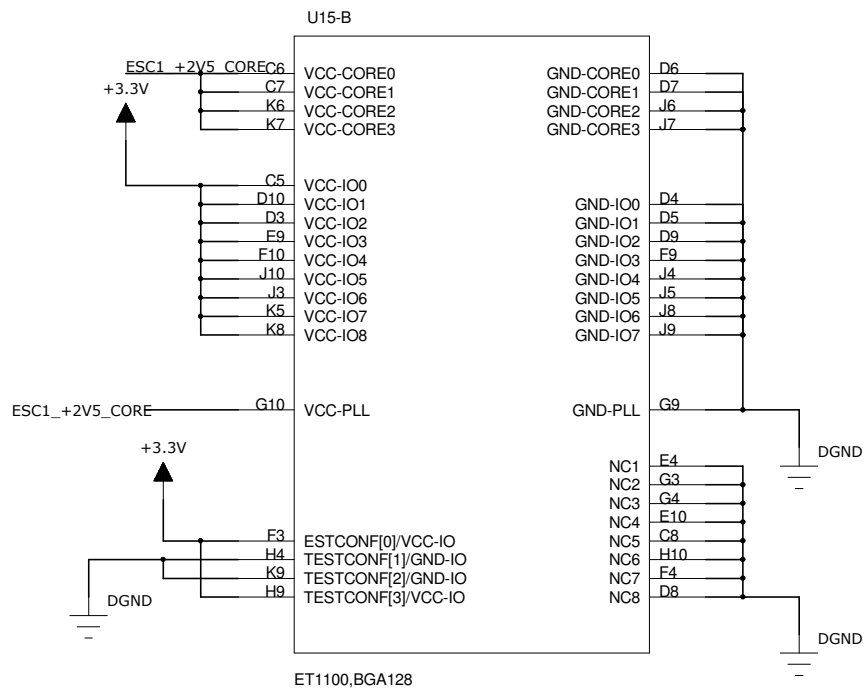 U15-B
ESC1_+2V5_CORE
C6 VCC-CORE0 GND-CORE0 D6
C7 VCC-CORE1 GND-CORE1 D7
K6 VCC-CORE2 GND-CORE2 J6
K7 VCC-CORE3 GND-CORE3 J7
+3.3V
C5 VCC-IO0
D10 VCC-IO1 GND-IO0 D4
D3 VCC-IO2 GND-IO1 D5
E9 VCC-IO3 GND-IO2 D9
F10 VCC-IO4 GND-IO3 F9
J10 VCC-IO5 GND-IO4 J4
J3 VCC-IO6 GND-IO5 J5
K5 VCC-IO7 GND-IO6 J8
K8 VCC-IO8 GND-IO7 J9
ESC1_+2V5_CORE G10 VCC-PLL GND-PLL G9
DGND
+3.3V
NC1 E4
NC2 G3
NC3 G4
NC4 E10
F3 ESTCONF[0]/VCC-IO NC5 C8
H4 TESTCONF[1]/GND-IO NC6 H10
K9 TESTCONF[2]/GND-IO NC7 F4
H9 TESTCONF[3]/VCC-IO NC8 D8
DGND
DGND
ET1100,BGA128